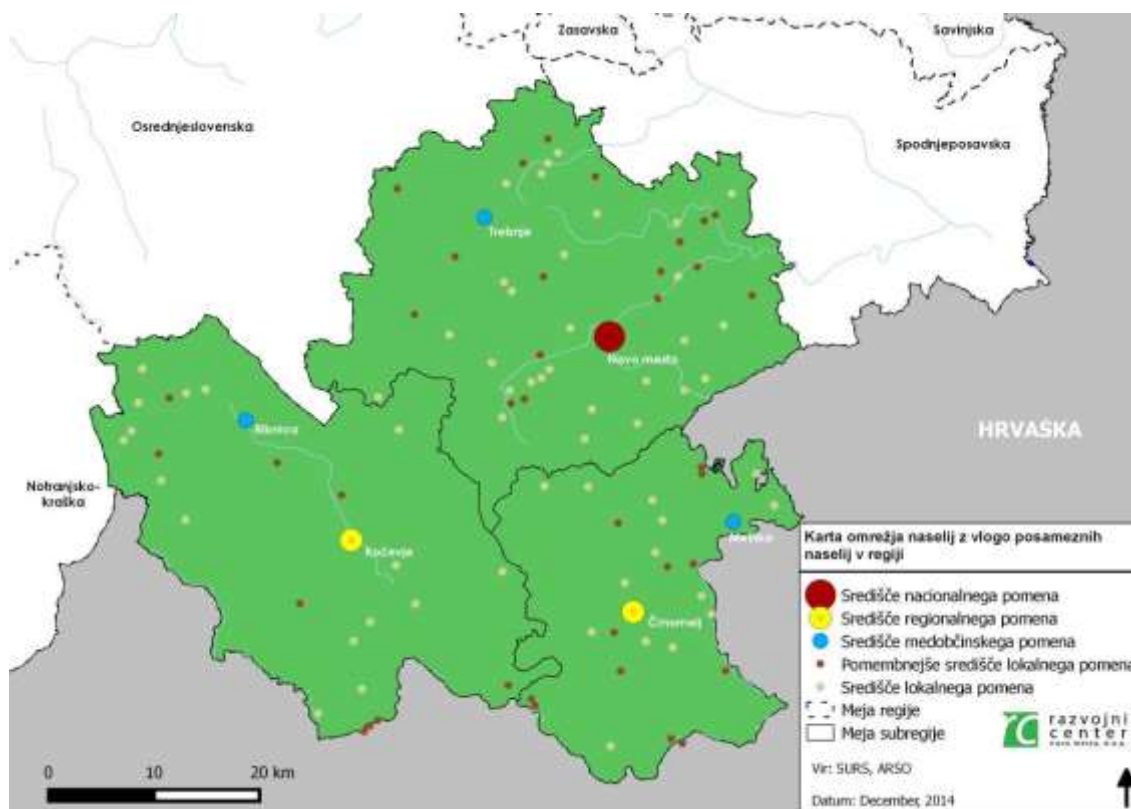 Zasavska
Savinjska
Osrednjeslovenska
Spodnjeposavska
Trebnje
Novo mesto
Ribnica
HRVAŠKA
Notranjsko-
kraška
Kočevje
Metlika
Črnomelj
Karta omrežja naselij z vlogo posameznih
naselij v regiji
Središče nacionalnega pomena
Središče regionalnega pomena
Središče medobčinskega pomena
Pomembnejše središče lokalnega pomena
Središče lokalnega pomena
Meja regije
Meja subregije
razvojni
center
Vir: SURS, ARSO
Datum: December, 2014
0 10 20 km